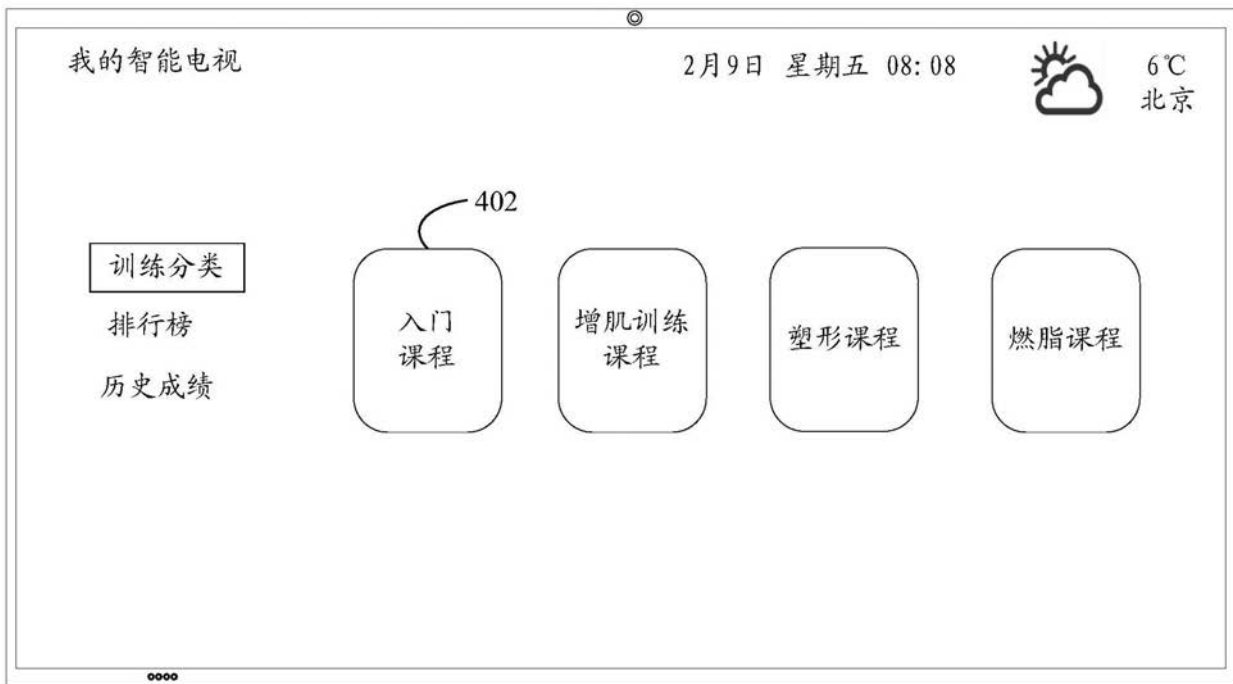 我的智能电视
2月9日 星期五 08:08
6℃
北京
402
训练分类
排行榜
历史成绩
入门
课程
增肌训练
课程
塑形课程
燃脂课程